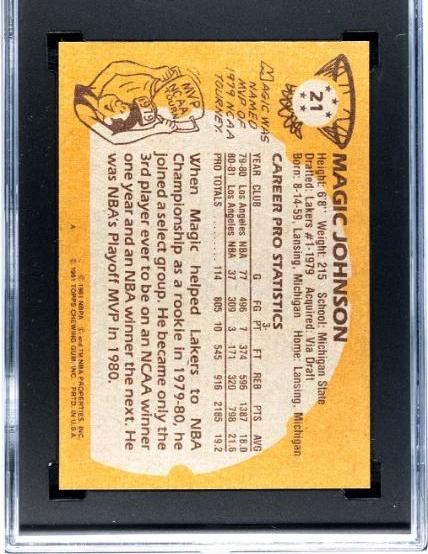 21
MAGIC JOHNSON
Height: 6'8" Weight: 215 School: Michigan State
Drafted: Lakers #1-1979 Acquired: Via Draft
Born: 8-14-59, Lansing, Michigan Home: Lansing, Michigan
MAGIC WAS
NAMED
MVP OF
1979 NCAA
TOURNEY.
MVP
NCAA
TOURN.
1979
CAREER PRO STATISTICS
3-
YEAR CLUB G FG PT FT REB PTS AVG
79-80 Los Angeles NBA 77 496 7 374 596 1387 18.0
80-81 Los Angeles NBA 37 309 3 171 320 798 21.6
PRO TOTALS 114 805 10 545 916 2185 19.2
When Magic helped Lakers to NBA
Championship as a rookie in 1979-80, he
joined a select group. He became only the
3rd player ever to be on an NCAA winner
one year and an NBA winner the next. He
was NBA's Playoff MVP in 1980.
A
© 1981 NBPA © and TM NBA PROPERTIES, INC.
© 1981 TOPPS CHEWING GUM, INC. PRTD. IN U.S.A.